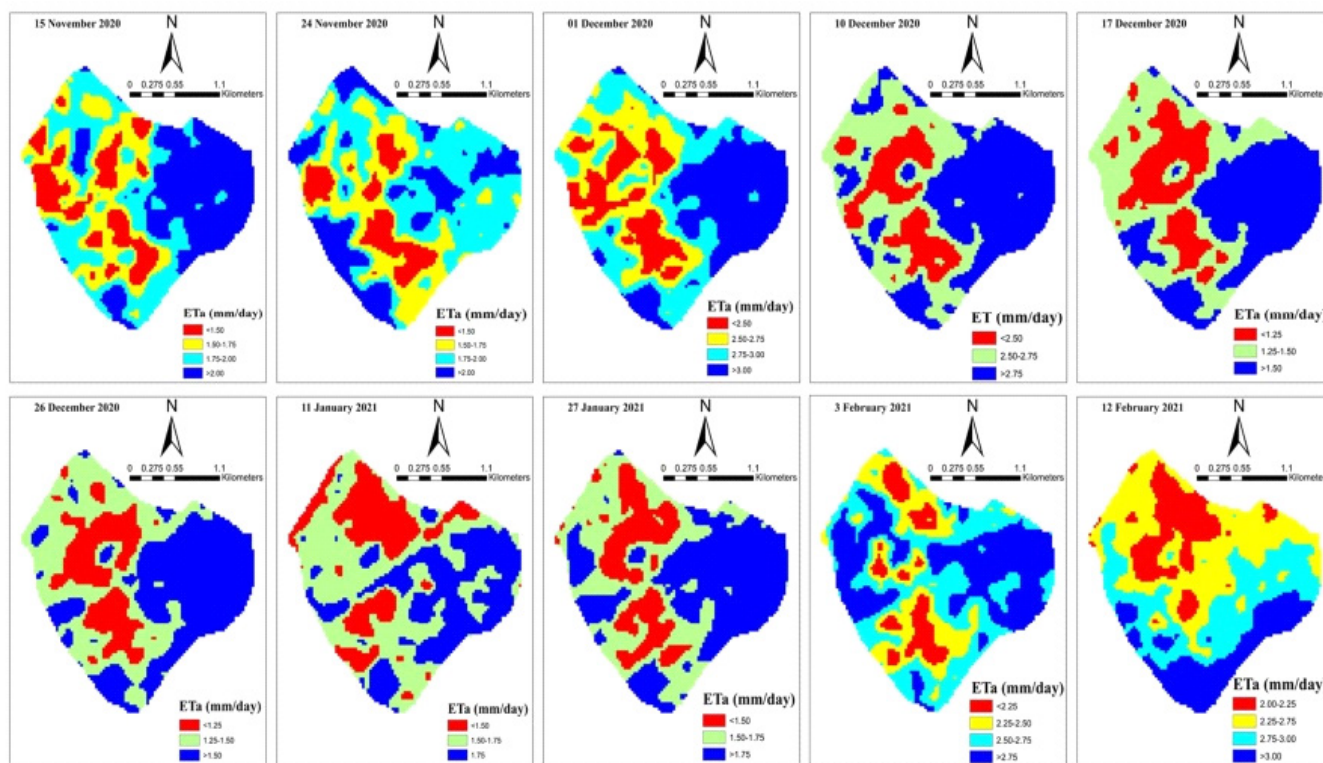 15 November 2020
N
0 0.275 0.55 1.1
Kilometers
ETa (mm/day)
<1.50
1.50-1.75
1.75-2.00
>2.00
24 November 2020
N
0 0.275 0.55 1.1
Kilometers
ETa (mm/day)
<1.50
1.50-1.75
1.75-2.00
>2.00
01 December 2020
N
0 0.275 0.55 1.1
Kilometers
ETa (mm/day)
<2.50
2.50-2.75
2.75-3.00
>3.00
10 December 2020
N
0 0.275 0.55 1.1
Kilometers
ET (mm/day)
<2.50
2.50-2.75
>2.75
17 December 2020
N
0 0.275 0.55 1.1
Kilometers
ETa (mm/day)
<1.25
1.25-1.50
>1.50
26 December 2020
N
0 0.275 0.55 1.1
Kilometers
ETa (mm/day)
<1.25
1.25-1.50
>1.50
11 January 2021
N
0 0.275 0.55 1.1
Kilometers
ETa (mm/day)
<1.50
1.50-1.75
1.75
27 January 2021
N
0 0.275 0.55 1.1
Kilometers
ETa (mm/day)
<1.50
1.50-1.75
>1.75
3 February 2021
N
0 0.275 0.55 1.1
Kilometers
ETa (mm/day)
<2.25
2.25-2.50
2.50-2.75
>2.75
12 February 2021
N
0 0.275 0.55 1.1
Kilometers
ETa (mm/day)
2.00-2.25
2.25-2.75
2.75-3.00
>3.00